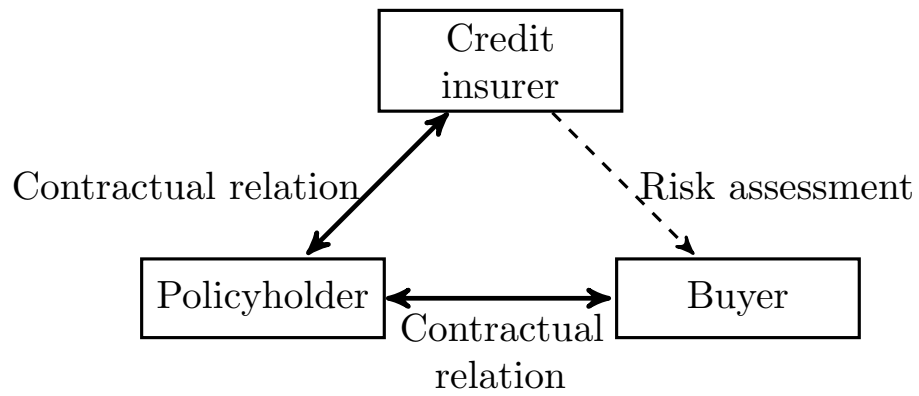 Credit
insurer
Contractual relation
Risk assessment
Policyholder
Buyer
Contractual
relation